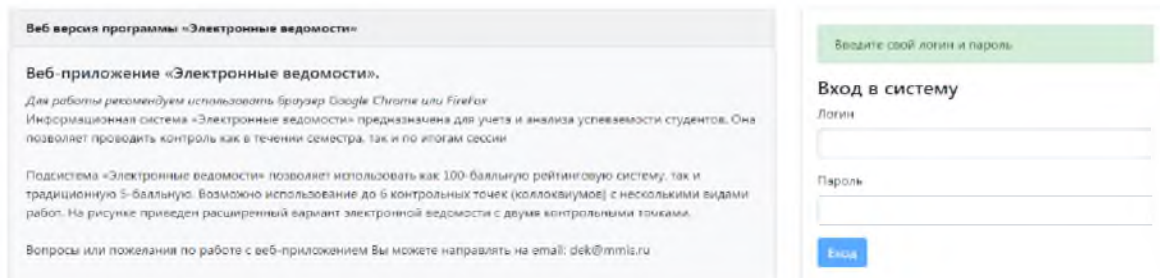 Веб версия программы «Электронные ведомости»
Веб-приложение «Электронные ведомости».
Для работы рекомендуем использовать браузер Google Chrome или FireFox
Информационная система «Электронные ведомости» предназначена для учета и анализа успеваемости студентов. Она
позволяет проводить контроль как в течении семестра, так и по итогам сессии
Подсистема «Электронные ведомости» позволяет использовать как 100-балльную рейтинговую систему, так и
традиционную 5-балльную. Возможно использование до 6 контрольных точек (коллоквиумов) с несколькими видами
работ. На рисунке приведен расширенный вариант электронной ведомости с двумя контрольными точками.
Вопросы или пожелания по работе с веб-приложением Вы можете направлять на email: dek@mmis.ru
Введите свой логин и пароль
Вход в систему
Логин
Пароль
Вход